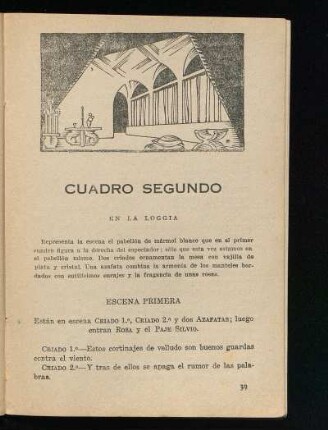 CUADRO SEGUNDO
EN LA LOGGIA
Representa la escena el pabellón de mármol blanco que en el primer
cuadro figura a la derecha del espectador; sólo que esta vez estamos en
el pabellón mismo. Dos criados ornamentan la mesa con vajilla de
plata y cristal. Una azafata combina la armonía de los manteles bor-
dados con sutilísimos encajes y la fragancia de unas rosas.
ESCENA PRIMERA
Están en escena CRIADO 1.º, CRIADO 2.º y dos AZAFATAS; luego
entran ROSA y el PAJE SILVIO.
CRIADO 1.º—Estos cortinajes de velludo son buenos guardas
contra el viento.
CRIADO 2.º—Y tras de ellos se apaga el rumor de las pala-
bras.
39